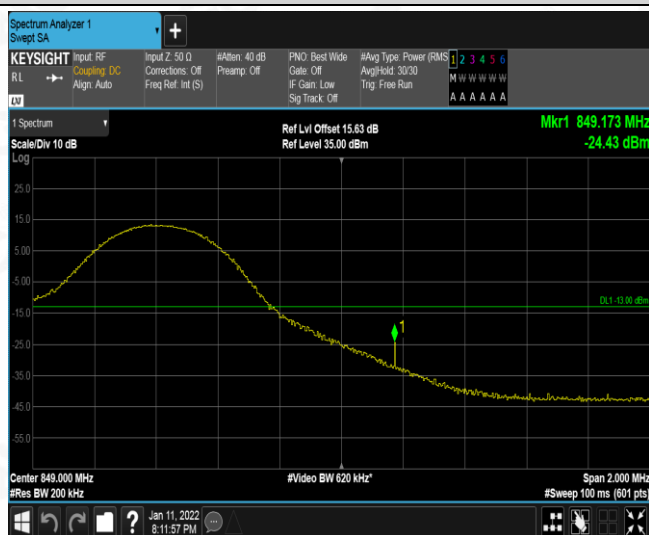 Spectrum Analyzer 1
Swept SA
+
KEYSIGHT
RL
Input: RF
Coupling: DC
Align: Auto
Input Z: 50 Ω
Corrections: Off
Freq Ref: Int (S)
#Atten: 40 dB
Preamp: Off
PNO: Best Wide
Gate: Off
IF Gain: Low
Sig Track: Off
#Avg Type: Power (RMS
Avg|Hold: 30/30
Trig: Free Run
1 2 3 4 5 6
M W W W W W
A A A A A A
1 Spectrum
Scale/Div 10 dB
Ref Lvl Offset 15.63 dB
Ref Level 35.00 dBm
Mkr1 849.173 MHz
-24.43 dBm
Log
25.0
15.0
5.00
-5.00
-15.0
-25.0
-35.0
-45.0
-55.0
DL1 -13.00 dBm
1
Center 849.000 MHz
#Res BW 200 kHz
#Video BW 620 kHz*
Span 2.000 MHz
#Sweep 100 ms (601 pts)
?
Jan 11, 2022
8:11:57 PM